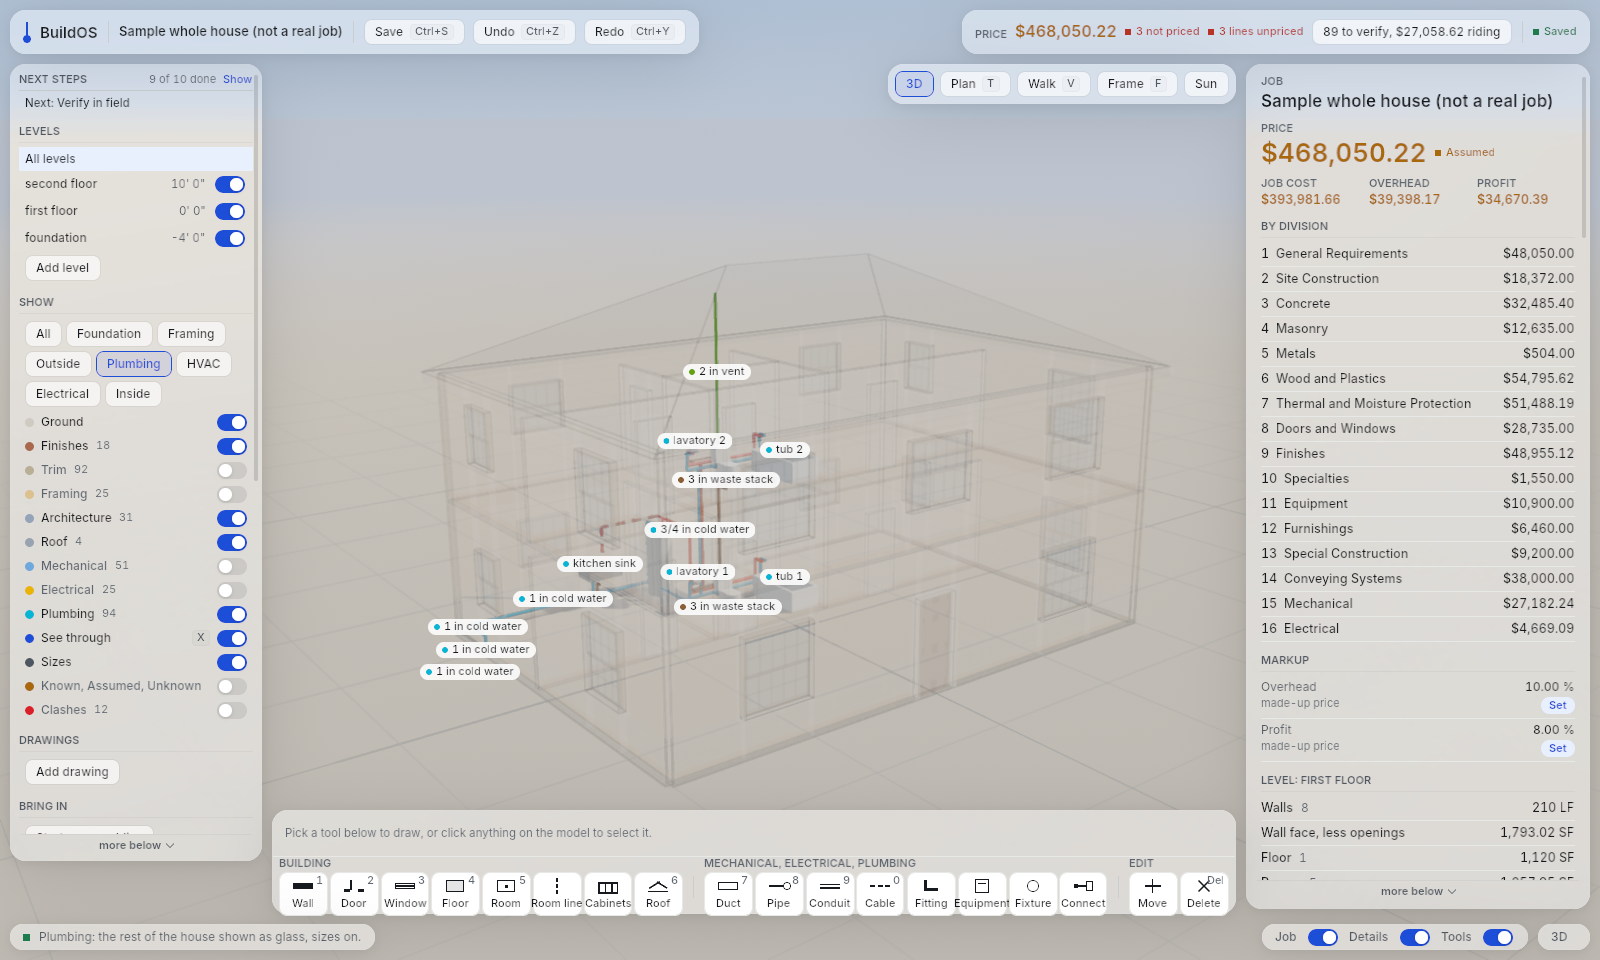 BuildOS
Sample whole house (not a real job)
Save Ctrl+S
Undo Ctrl+Z
Redo Ctrl+Y
PRICE $468,050.22
3 not priced
3 lines unpriced
89 to verify, $27,058.62 riding
Saved
NEXT STEPS 9 of 10 done Show
Next: Verify in field
LEVELS
All levels
second floor 10' 0"
first floor 0' 0"
foundation -4' 0"
Add level
SHOW
All Foundation Framing
Outside Plumbing HVAC
Electrical Inside
Ground
Finishes 18
Trim 92
Framing 25
Architecture 31
Roof 4
Mechanical 51
Electrical 25
Plumbing 94
See through X
Sizes
Known, Assumed, Unknown
Clashes 12
DRAWINGS
Add drawing
BRING IN
more below
3D
Plan T
Walk V
Frame F
Sun
2 in vent
lavatory 2
tub 2
3 in waste stack
3/4 in cold water
kitchen sink
lavatory 1
tub 1
1 in cold water
3 in waste stack
1 in cold water
1 in cold water
1 in cold water
JOB
Sample whole house (not a real job)
PRICE
$468,050.22 Assumed
JOB COST OVERHEAD PROFIT
$393,981.66 $39,398.17 $34,670.39
BY DIVISION
1 General Requirements $48,050.00
2 Site Construction $18,372.00
3 Concrete $32,485.40
4 Masonry $12,635.00
5 Metals $504.00
6 Wood and Plastics $54,795.62
7 Thermal and Moisture Protection $51,488.19
8 Doors and Windows $28,735.00
9 Finishes $48,955.12
10 Specialties $1,550.00
11 Equipment $10,900.00
12 Furnishings $6,460.00
13 Special Construction $9,200.00
14 Conveying Systems $38,000.00
15 Mechanical $27,182.24
16 Electrical $4,669.09
MARKUP
Overhead 10.00 %
made-up price Set
Profit 8.00 %
made-up price Set
LEVEL: FIRST FLOOR
Walls 8 210 LF
Wall face, less openings 1,793.02 SF
Floor 1 1,120 SF
more below
Pick a tool below to draw, or click anything on the model to select it.
BUILDING
Wall 1
Door 2
Window 3
Floor 4
Room 5
Room line
Cabinets
Roof 6
MECHANICAL, ELECTRICAL, PLUMBING
Duct 7
Pipe 8
Conduit 9
Cable 0
Fitting
Equipment
Fixture
Connect
EDIT
Move
Delete Del
Plumbing: the rest of the house shown as glass, sizes on.
Job
Details
Tools
3D